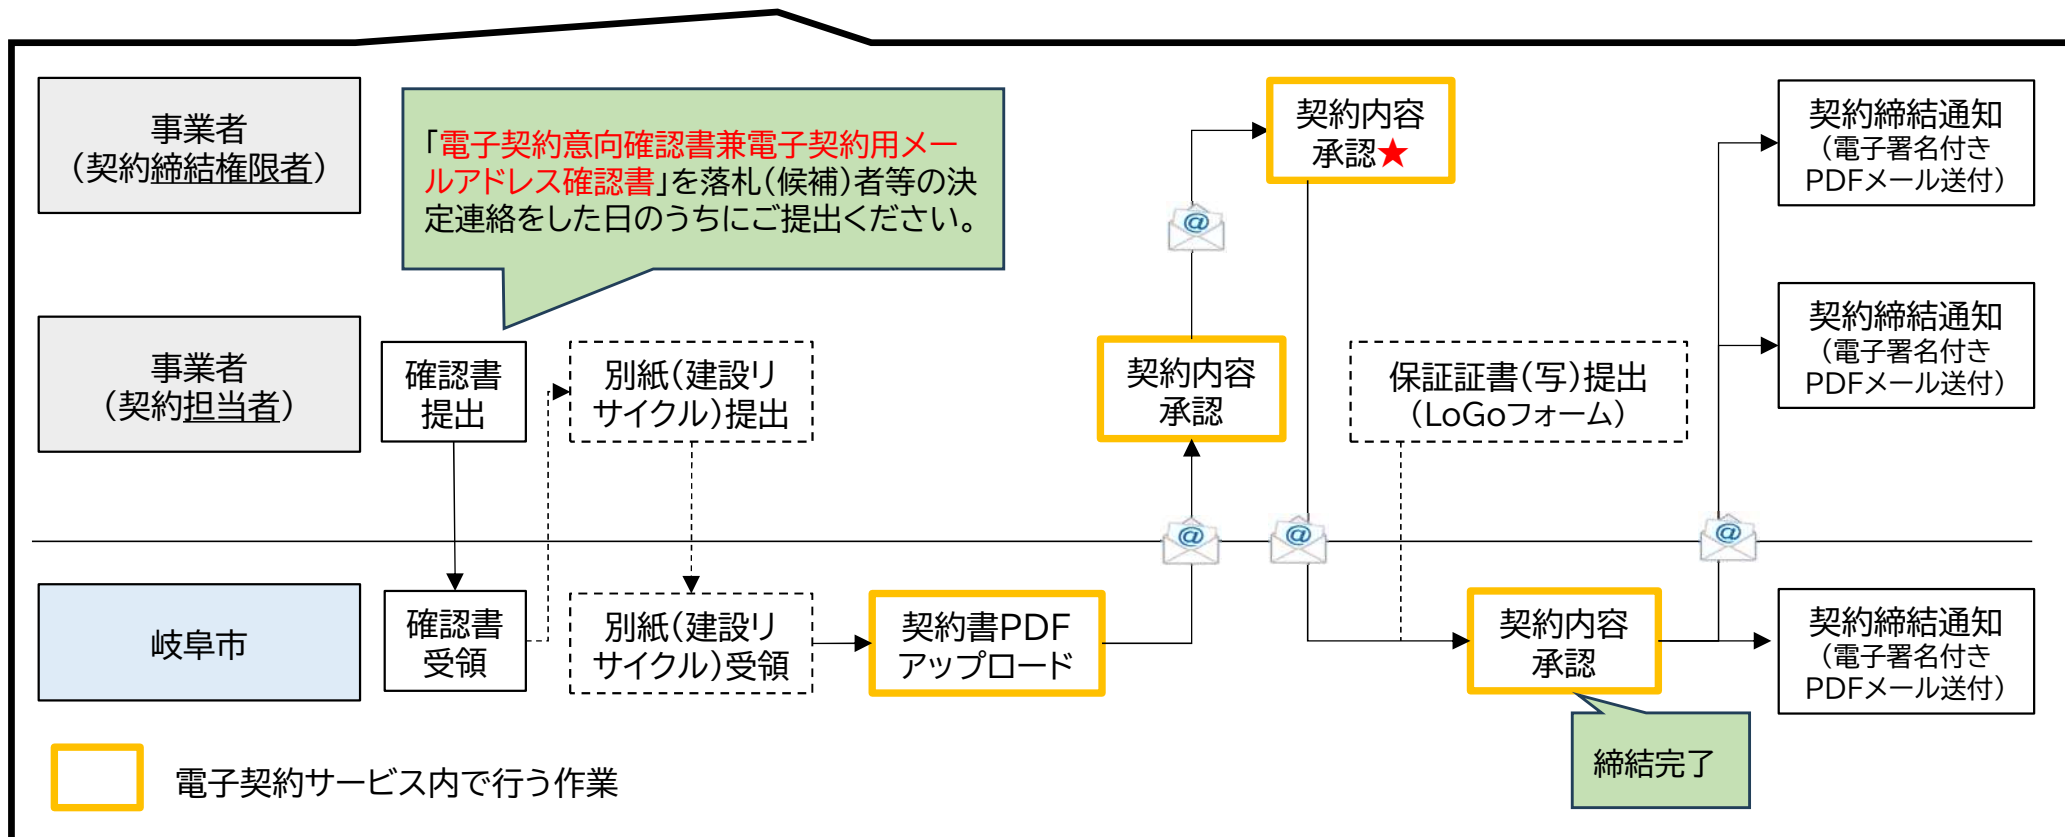 事業者
（契約締結権限者）
「電子契約意向確認書兼電子契約用メー
ルアドレス確認書」を落札（候補）者等の決
定連絡をした日のうちにご提出ください。
契約内容
承認★
契約締結通知
（電子署名付き
PDFメール送付）
事業者
（契約担当者）
確認書
提出
別紙（建設リ
サイクル）提出
契約内容
承認
保証証書（写）提出
（LoGoフォーム）
契約締結通知
（電子署名付き
PDFメール送付）
岐阜市
確認書
受領
別紙（建設リ
サイクル）受領
契約書PDF
アップロード
契約内容
承認
契約締結通知
（電子署名付き
PDFメール送付）
締結完了
電子契約サービス内で行う作業